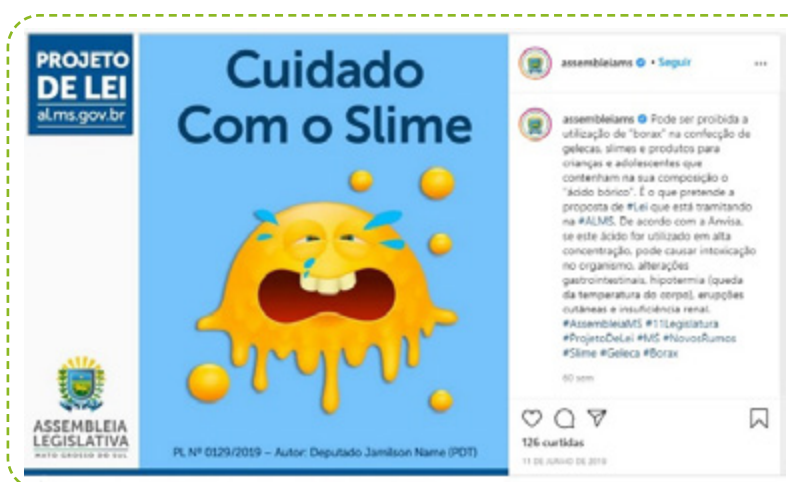 PROJETO
DE LEI
al.ms.gov.br
Cuidado
Com o Slime
ASSEMBLEIA
LEGISLATIVA
MATO GROSSO DO SUL
PL Nº 0129/2019 – Autor: Deputado Jamilson Name (PDT)
assembleiams • Seguir
assembleiams Pode ser proibida a
utilização de "borax" na confecção de
gelecas, slimes e produtos para
crianças e adolescentes que
contenham na sua composição o
"ácido bórico". É o que pretende a
proposta de #Lei que está tramitando
na #ALMS. De acordo com a Anvisa,
se este ácido for utilizado em alta
concentração, pode causar intoxicação
no organismo, alterações
gastrointestinais, hipotermia (queda
da temperatura do corpo), erupções
cutâneas e insuficiência renal.
#AssembleiaMS #11Legislatura
#ProjetoDeLei #MS #NovosRumos
#Slime #Geleca #Borax
60 sem
126 curtidas
11 DE JUNHO DE 2019